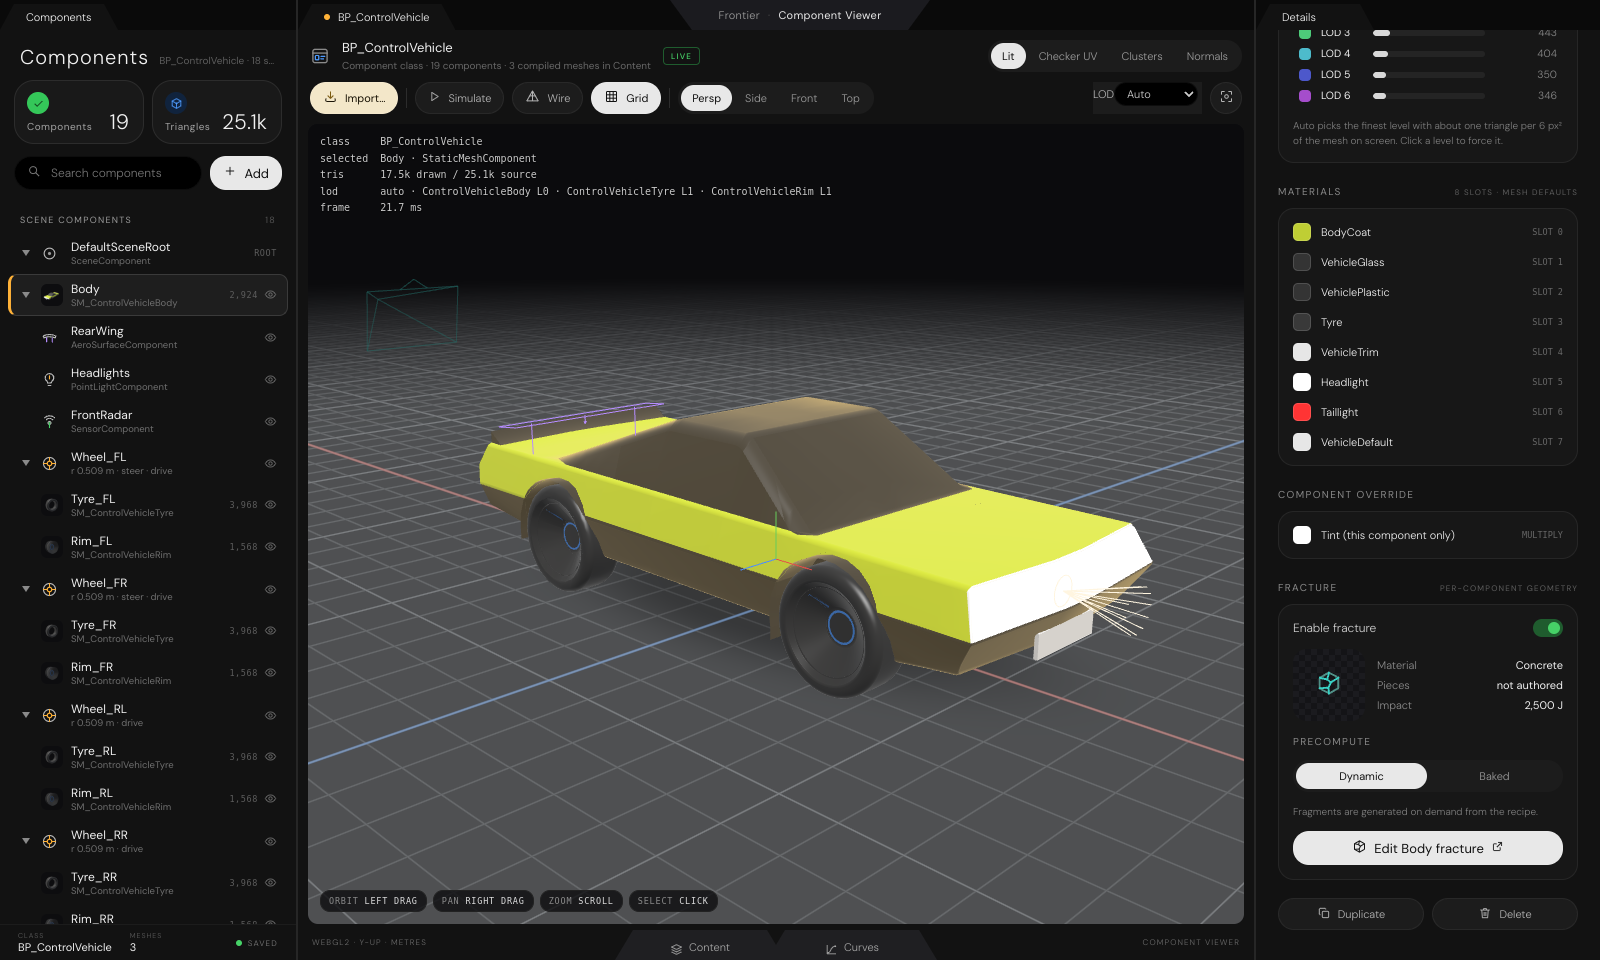 Components
BP_ControlVehicle
Frontier · Component Viewer
Details
Components BP_ControlVehicle · 18 s...
Components 19
Triangles 25.1k
Search components
Add
SCENE COMPONENTS 18
DefaultSceneRoot
SceneComponent
ROOT
Body
SM_ControlVehicleBody
2,924
RearWing
AeroSurfaceComponent
Headlights
PointLightComponent
FrontRadar
SensorComponent
Wheel_FL
r 0.509 m · steer · drive
Tyre_FL
SM_ControlVehicleTyre
3,968
Rim_FL
SM_ControlVehicleRim
1,568
Wheel_FR
r 0.509 m · steer · drive
Tyre_FR
SM_ControlVehicleTyre
3,968
Rim_FR
SM_ControlVehicleRim
1,568
Wheel_RL
r 0.509 m · drive
Tyre_RL
SM_ControlVehicleTyre
3,968
Rim_RL
SM_ControlVehicleRim
1,568
Wheel_RR
r 0.509 m · drive
Tyre_RR
SM_ControlVehicleTyre
3,968
Rim_RR
1,568
CLASS
BP_ControlVehicle
MESHES
3
SAVED
BP_ControlVehicle
Component class · 19 components · 3 compiled meshes in Content
LIVE
Lit Checker UV Clusters Normals
Import... Simulate Wire Grid Persp Side Front Top
LOD Auto
class BP_ControlVehicle
selected Body · StaticMeshComponent
tris 17.5k drawn / 25.1k source
lod auto · ControlVehicleBody L0 · ControlVehicleTyre L1 · ControlVehicleRim L1
frame 21.7 ms
ORBIT LEFT DRAG PAN RIGHT DRAG ZOOM SCROLL SELECT CLICK
WEBGL2 · Y-UP · METRES
Content
Curves
COMPONENT VIEWER
LOD 3 443
LOD 4 404
LOD 5 350
LOD 6 346
Auto picks the finest level with about one triangle per 6 px²
of the mesh on screen. Click a level to force it.
MATERIALS 8 SLOTS · MESH DEFAULTS
BodyCoat SLOT 0
VehicleGlass SLOT 1
VehiclePlastic SLOT 2
Tyre SLOT 3
VehicleTrim SLOT 4
Headlight SLOT 5
Taillight SLOT 6
VehicleDefault SLOT 7
COMPONENT OVERRIDE
Tint (this component only) MULTIPLY
FRACTURE PER-COMPONENT GEOMETRY
Enable fracture
Material Concrete
Pieces not authored
Impact 2,500 J
PRECOMPUTE
Dynamic Baked
Fragments are generated on demand from the recipe.
Edit Body fracture
Duplicate Delete